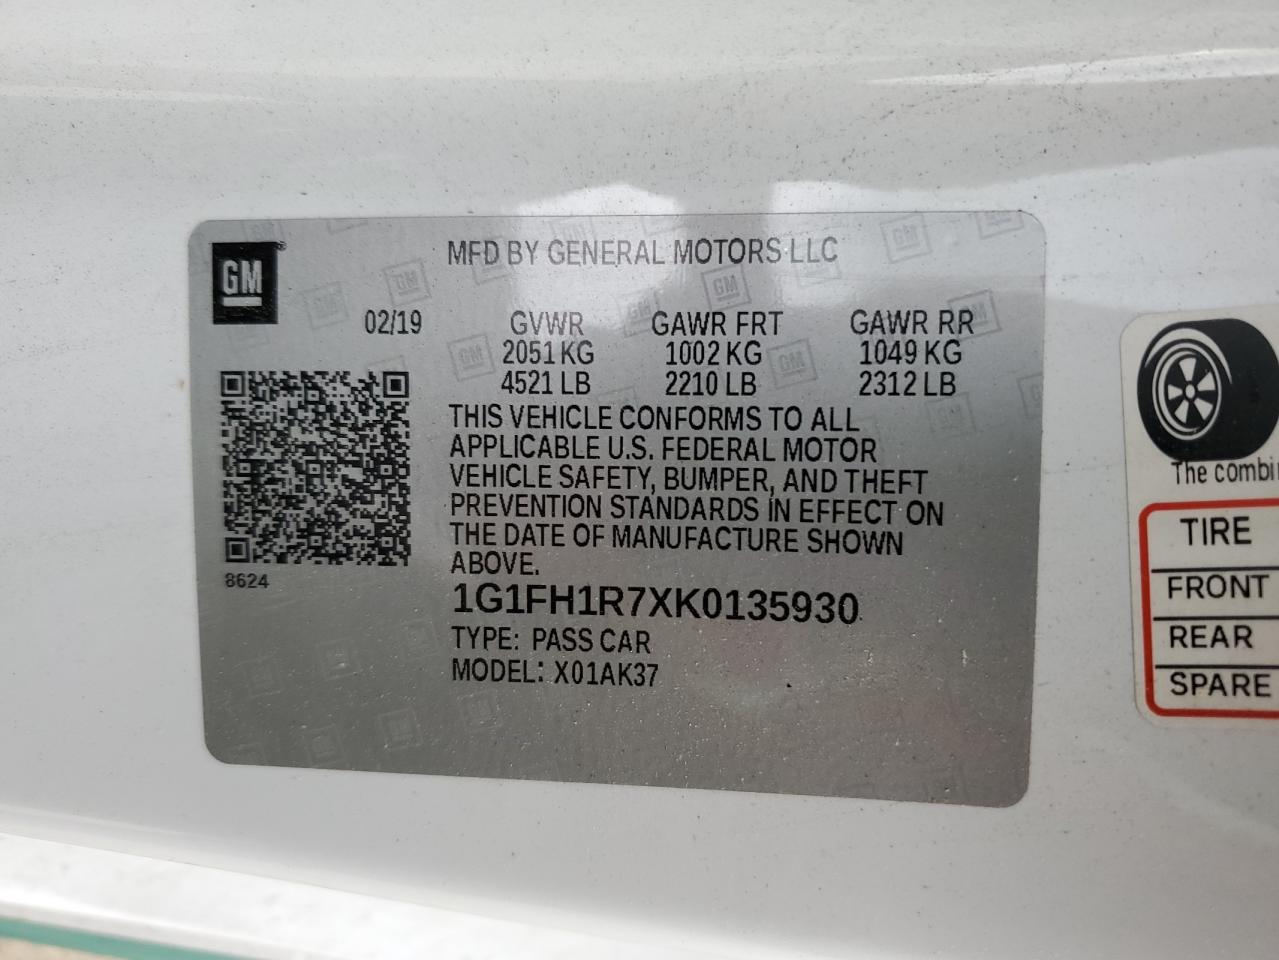 GM
MFD BY GENERAL MOTORS LLC
02/19
GVWR GAWR FRT GAWR RR
2051 KG 1002 KG 1049 KG
4521 LB 2210 LB 2312 LB
THIS VEHICLE CONFORMS TO ALL
APPLICABLE U.S. FEDERAL MOTOR
VEHICLE SAFETY, BUMPER, AND THEFT
PREVENTION STANDARDS IN EFFECT ON
THE DATE OF MANUFACTURE SHOWN
ABOVE.
8624
1G1FH1R7XK0135930
TYPE: PASS CAR
MODEL: X01AK37
The combin
TIRE
FRONT
REAR
SPARE